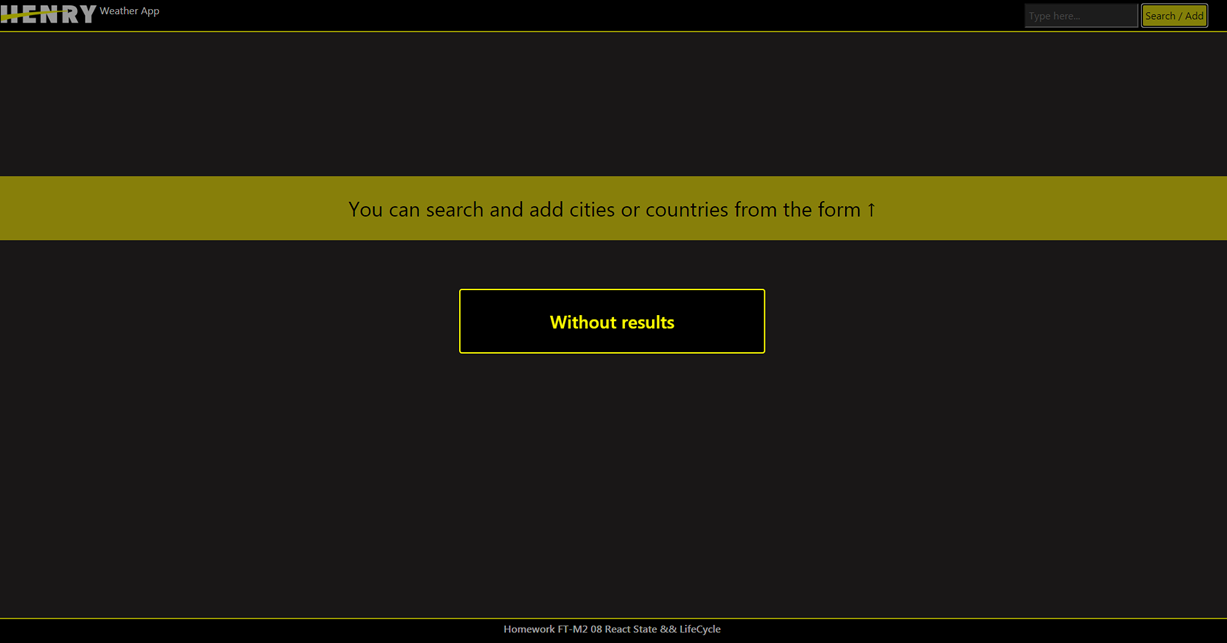 HENRY Weather App
Type here...
Search / Add
You can search and add cities or countries from the form ↑
Without results
Homework FT-M2 08 React State && LifeCycle